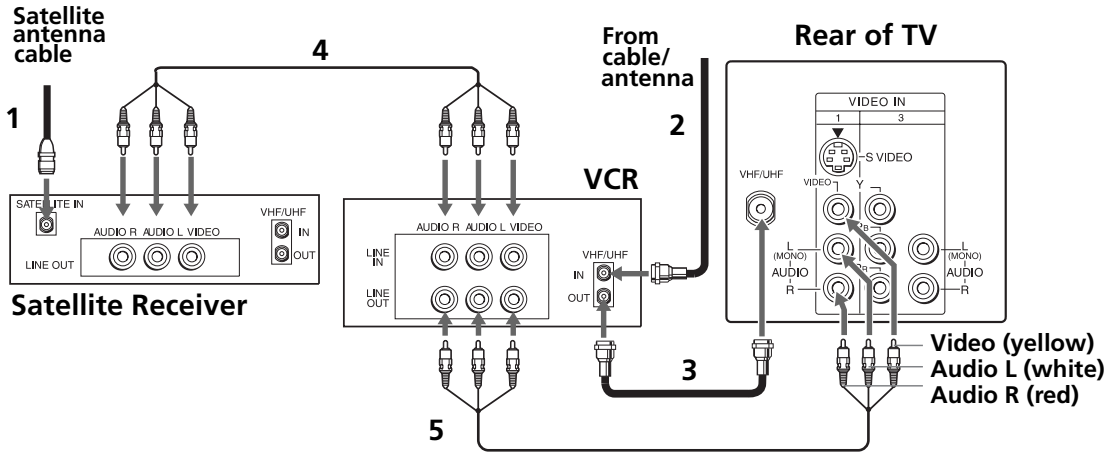 Satellite
antenna
cable
1
4
2
From
cable/
antenna
Rear of TV
VIDEO IN
1
3
S VIDEO
VHF/UHF
VIDEO
Y
L
(MONO)
AUDIO
R
L
(MONO)
AUDIO
R
SATELLITE IN
VHF/UHF
IN
OUT
AUDIO R AUDIO L VIDEO
LINE OUT
Satellite Receiver
VCR
AUDIO R AUDIO L VIDEO
LINE
IN
LINE
OUT
VHF/UHF
IN
OUT
3
5
Video (yellow)
Audio L (white)
Audio R (red)